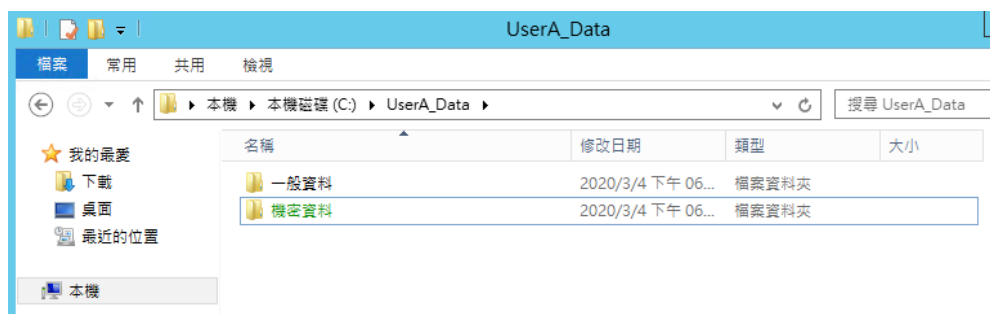 UserA_Data
檔案 常用 共用 檢視
本機 本機磁碟 (C:) UserA_Data 搜尋 UserA_Data
我的最愛
下載
桌面
最近的位置
本機
名稱 修改日期 類型 大小
一般資料 2020/3/4 下午 06... 檔案資料夾
機密資料 2020/3/4 下午 06... 檔案資料夾